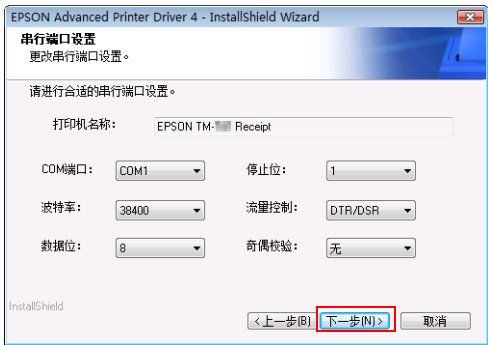 EPSON Advanced Printer Driver 4 - InstallShield Wizard
串行端口设置
更改串行端口设置。
请进行合适的串行端口设置。
打印机名称: EPSON TM- Receipt
COM端口: COM1 停止位: 1
波特率: 38400 流量控制: DTR/DSR
数据位: 8 奇偶校验: 无
InstallShield
<上一步(B) 下一步(N)> 取消